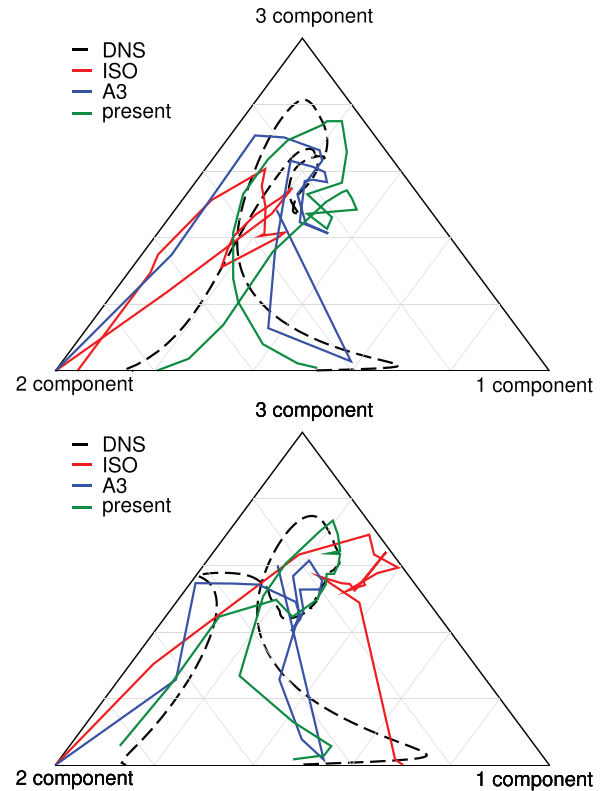 3 component
DNS
ISO
A3
present
2 component
1 component
3 component
DNS
ISO
A3
present
2 component
1 component